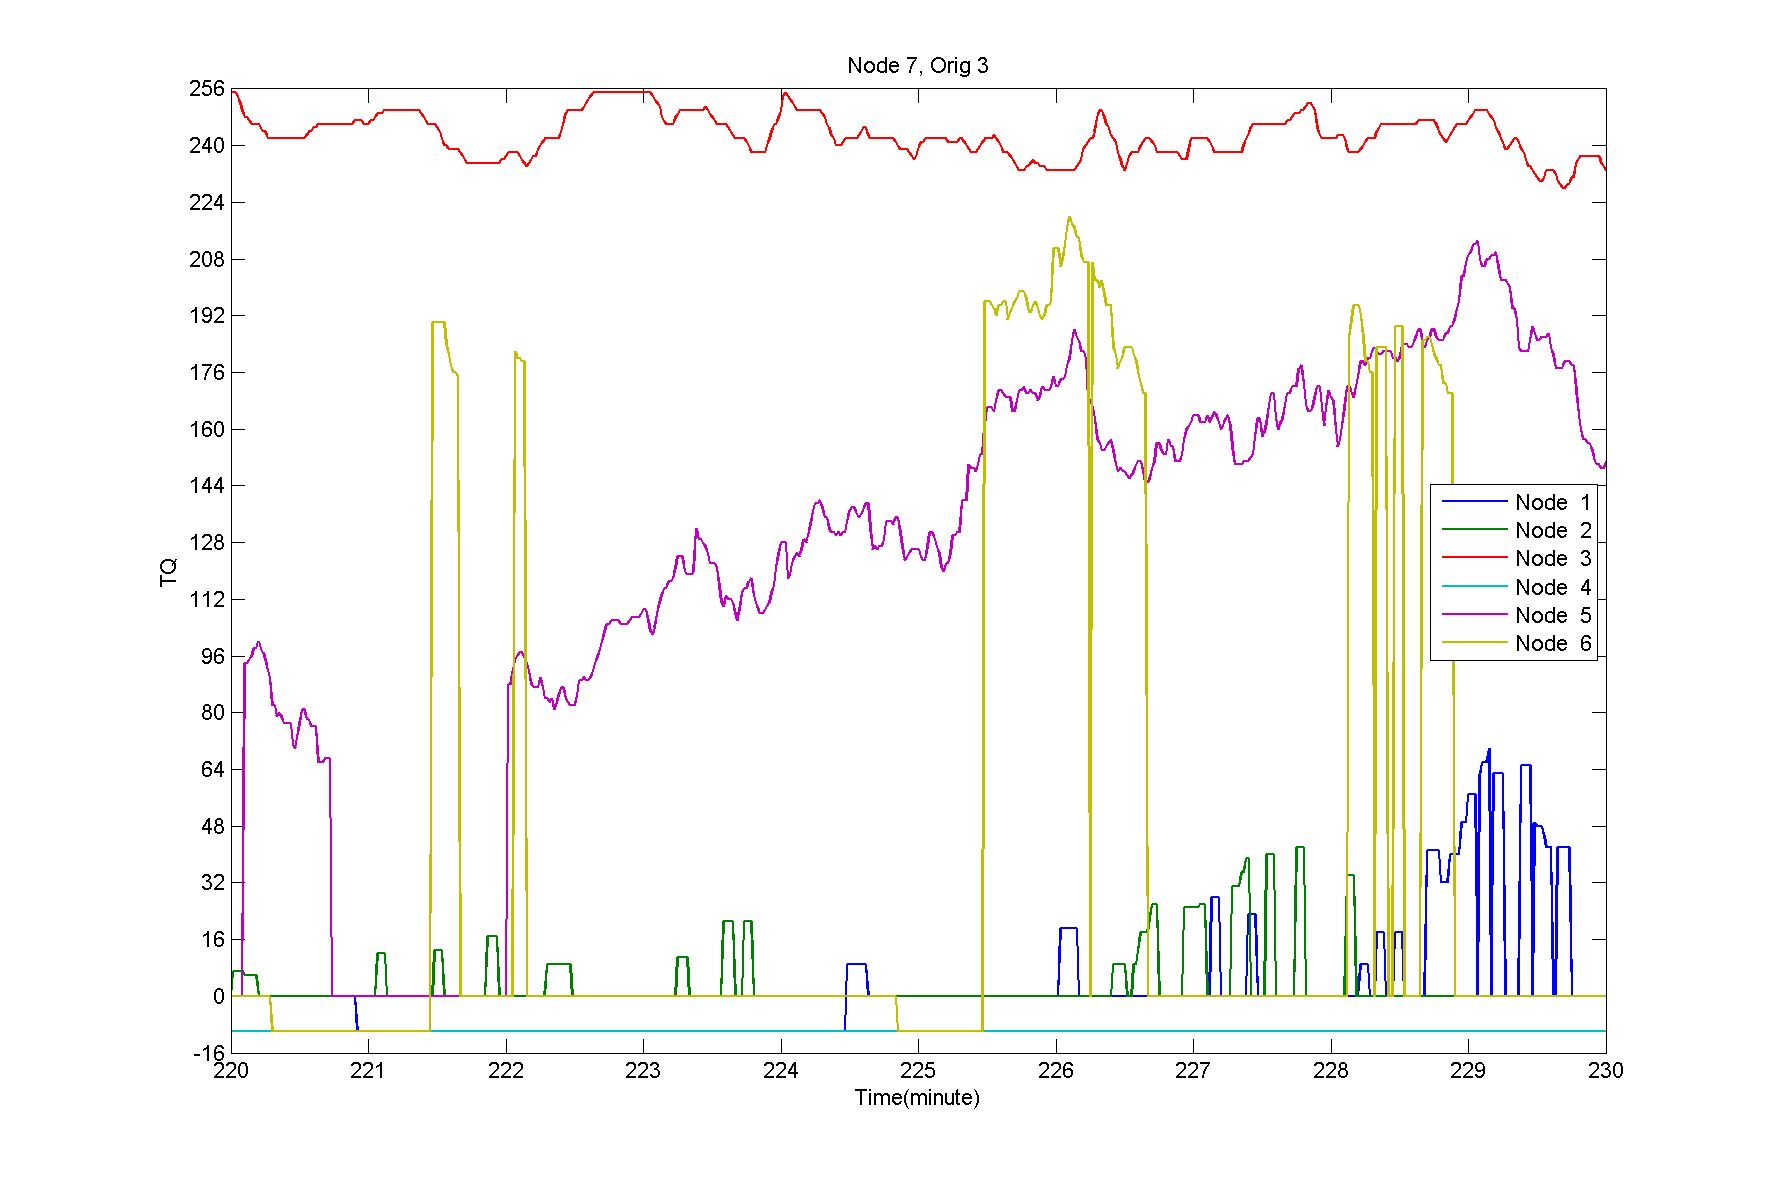 Node 7, Orig 3
256
240
224
208
192
176
160
144
128
112
96
80
64
48
32
16
0
-16
TQ
Node 1
Node 2
Node 3
Node 4
Node 5
Node 6
220 221 222 223 224 225 226 227 228 229 230
Time(minute)